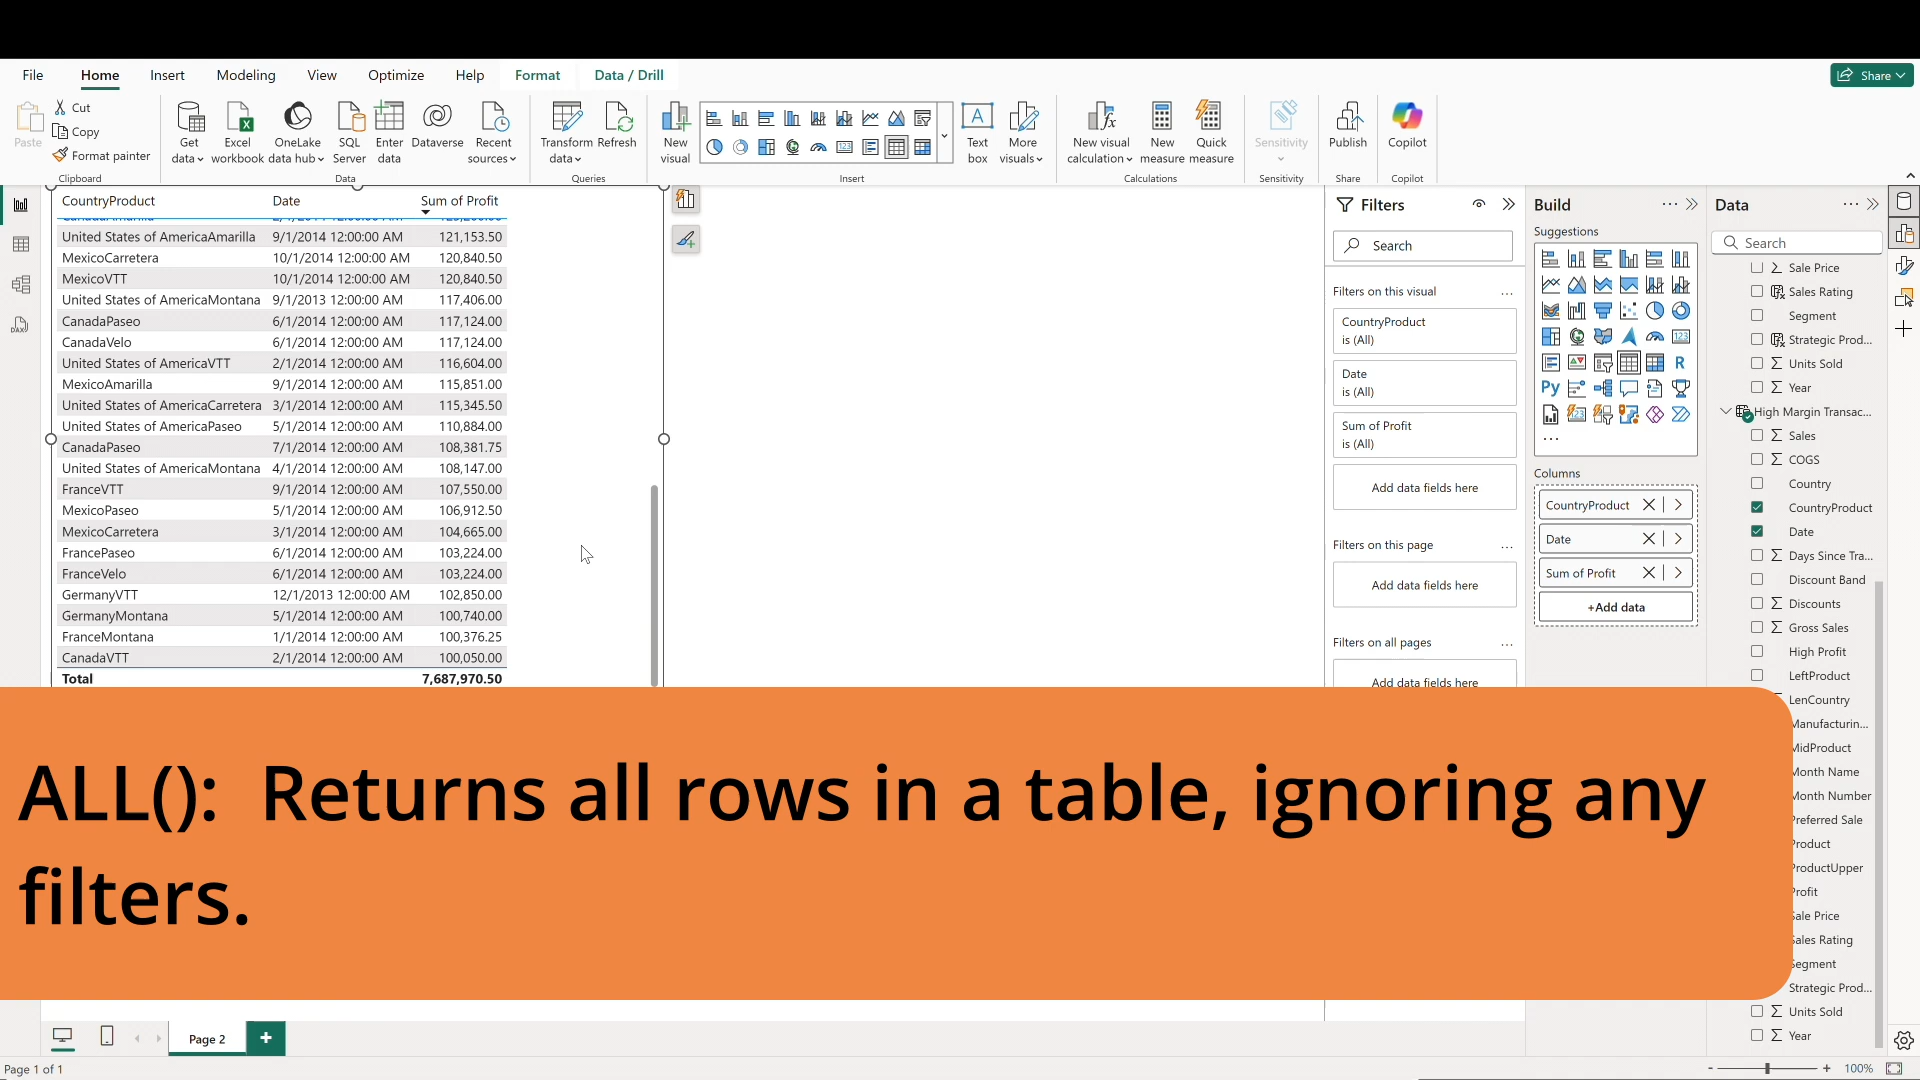 File Home Insert Modeling View Optimize Help Format Data / Drill Share
Paste Cut Copy Format painter Clipboard
Get data Excel workbook OneLake data hub SQL Server Enter data Dataverse Recent sources Data
Transform data Refresh Queries
New visual Text box More visuals Insert
New visual calculation New measure Quick measure Calculations
Sensitivity Sensitivity Publish Share Copilot Copilot
CountryProduct Date Sum of Profit
United States of AmericaAmarilla 9/1/2014 12:00:00 AM 121,153.50
MexicoCarretera 10/1/2014 12:00:00 AM 120,840.50
MexicoVTT 10/1/2014 12:00:00 AM 120,840.50
United States of AmericaMontana 9/1/2013 12:00:00 AM 117,406.00
CanadaPaseo 6/1/2014 12:00:00 AM 117,124.00
CanadaVelo 6/1/2014 12:00:00 AM 117,124.00
United States of AmericaVTT 2/1/2014 12:00:00 AM 116,604.00
MexicoAmarilla 9/1/2014 12:00:00 AM 115,851.00
United States of AmericaCarretera 3/1/2014 12:00:00 AM 115,345.50
United States of AmericaPaseo 5/1/2014 12:00:00 AM 110,884.00
CanadaPaseo 7/1/2014 12:00:00 AM 108,381.75
United States of AmericaMontana 4/1/2014 12:00:00 AM 108,147.00
FranceVTT 9/1/2014 12:00:00 AM 107,550.00
MexicoPaseo 5/1/2014 12:00:00 AM 106,912.50
MexicoCarretera 3/1/2014 12:00:00 AM 104,665.00
FrancePaseo 6/1/2014 12:00:00 AM 103,224.00
FranceVelo 6/1/2014 12:00:00 AM 103,224.00
GermanyVTT 12/1/2013 12:00:00 AM 102,850.00
GermanyMontana 5/1/2014 12:00:00 AM 100,740.00
FranceMontana 1/1/2014 12:00:00 AM 100,376.25
CanadaVTT 2/1/2014 12:00:00 AM 100,050.00
Total 7,687,970.50
Filters
Search
Filters on this visual ...
CountryProduct
is (All)
Date
is (All)
Sum of Profit
is (All)
Add data fields here
Filters on this page ...
Add data fields here
Filters on all pages ...
Add data fields here
Build ...
Suggestions
R
Py
...
Columns
CountryProduct
Date
Sum of Profit
+Add data
Data ...
Search
Sale Price
Sales Rating
Segment
Strategic Prod...
Units Sold
Year
High Margin Transac...
Sales
COGS
Country
CountryProduct
Date
Days Since Tra...
Discount Band
Discounts
Gross Sales
High Profit
LeftProduct
LenCountry
Manufacturin...
MidProduct
Month Name
Month Number
Preferred Sale
Product
ProductUpper
Profit
Sale Price
Sales Rating
Segment
Strategic Prod...
Units Sold
Year
ALL(): Returns all rows in a table, ignoring any
filters.
Page 2
Page 1 of 1
100%